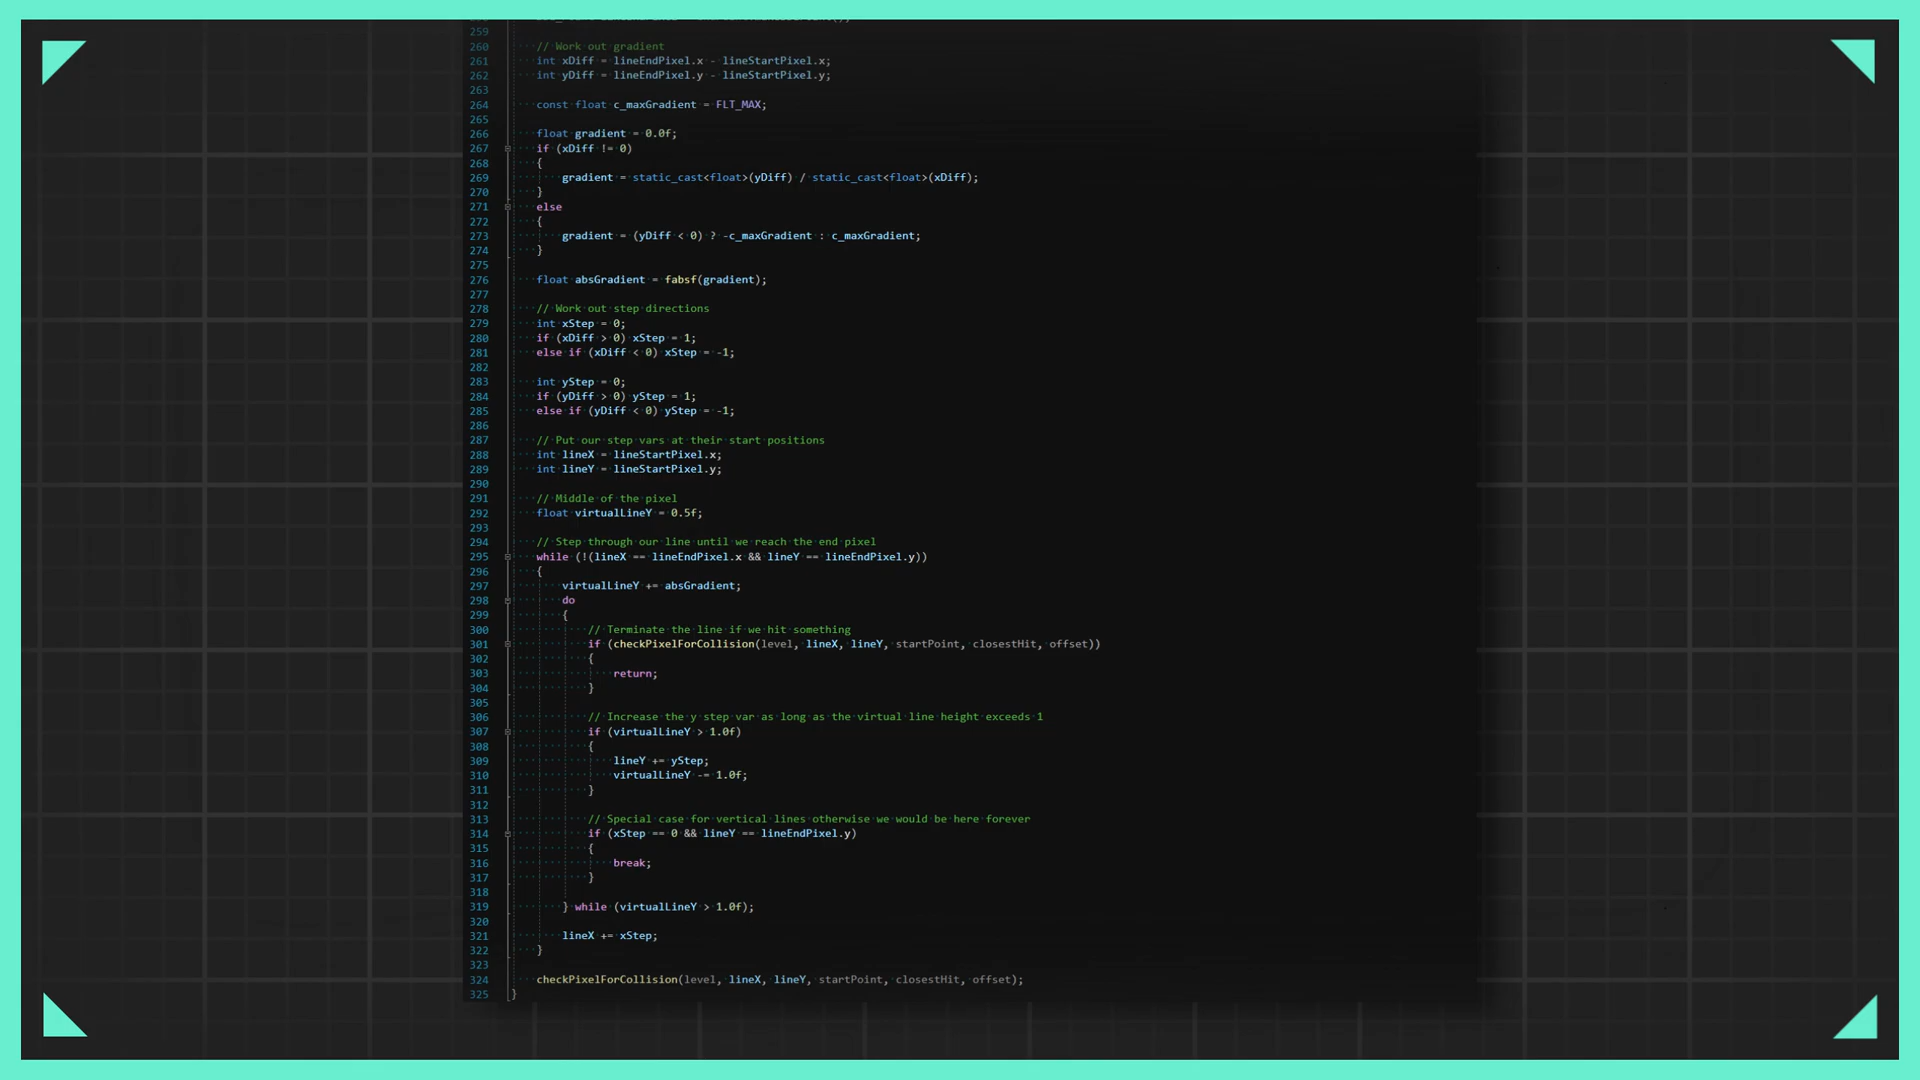 259
260 // Work out gradient
261 int xDiff = lineEndPixel.x - lineStartPixel.x;
262 int yDiff = lineEndPixel.y - lineStartPixel.y;
263
264 const float c_maxGradient = FLT_MAX;
265
266 float gradient = 0.0f;
267 if (xDiff != 0)
268 {
269 gradient = static_cast<float>(yDiff) / static_cast<float>(xDiff);
270 }
271 else
272 {
273 gradient = (yDiff < 0) ? -c_maxGradient : c_maxGradient;
274 }
275
276 float absGradient = fabsf(gradient);
277
278 // Work out step directions
279 int xStep = 0;
280 if (xDiff > 0) xStep = 1;
281 else if (xDiff < 0) xStep = -1;
282
283 int yStep = 0;
284 if (yDiff > 0) yStep = 1;
285 else if (yDiff < 0) yStep = -1;
286
287 // Put our step vars at their start positions
288 int lineX = lineStartPixel.x;
289 int lineY = lineStartPixel.y;
290
291 // Middle of the pixel
292 float virtualLineY = 0.5f;
293
294 // Step through our line until we reach the end pixel
295 while (!(lineX == lineEndPixel.x && lineY == lineEndPixel.y))
296 {
297 virtualLineY += absGradient;
298 do
299 {
300 // Terminate the line if we hit something
301 if (checkPixelForCollision(level, lineX, lineY, startPoint, closestHit, offset))
302 {
303 return;
304 }
305
306 // Increase the y step var as long as the virtual line height exceeds 1
307 if (virtualLineY > 1.0f)
308 {
309 lineY += yStep;
310 virtualLineY -= 1.0f;
311 }
312
313 // Special case for vertical lines otherwise we would be here forever
314 if (xStep == 0 && lineY == lineEndPixel.y)
315 {
316 break;
317 }
318
319 } while (virtualLineY > 1.0f);
320
321 lineX += xStep;
322 }
323
324 checkPixelForCollision(level, lineX, lineY, startPoint, closestHit, offset);
325 }